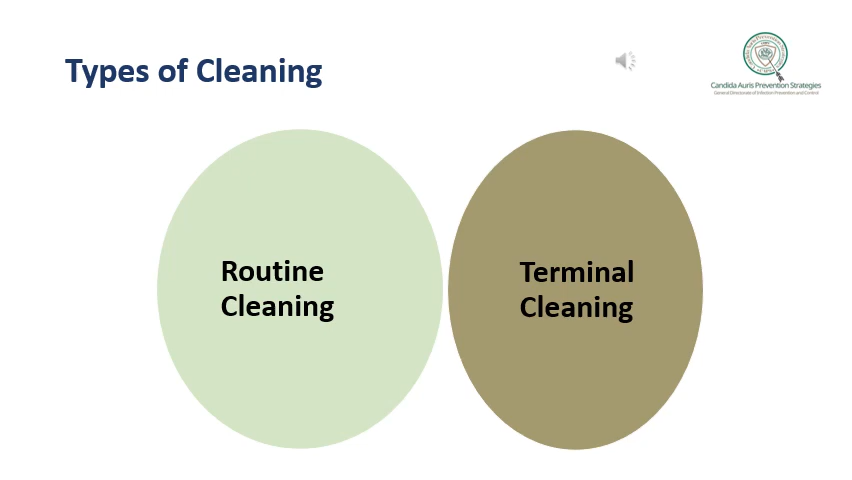 Types of Cleaning
Candida Auris Prevention Strategies
General Directorate of Infection Prevention and Control
Routine
Cleaning
Terminal
Cleaning